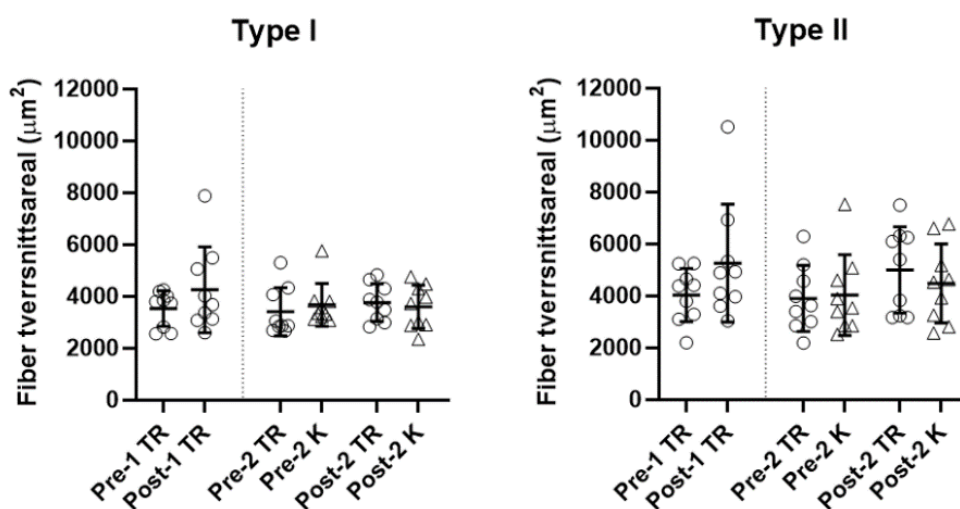 Type I
Fiber tverrsnittsareal (μm²)
12000
10000
8000
6000
4000
2000
0
Pre-1 TR
Post-1 TR
Pre-2 TR
Pre-2 K
Post-2 TR
Post-2 K
Type II
Fiber tverrsnittsareal (μm²)
12000
10000
8000
6000
4000
2000
0
Pre-1 TR
Post-1 TR
Pre-2 TR
Pre-2 K
Post-2 TR
Post-2 K